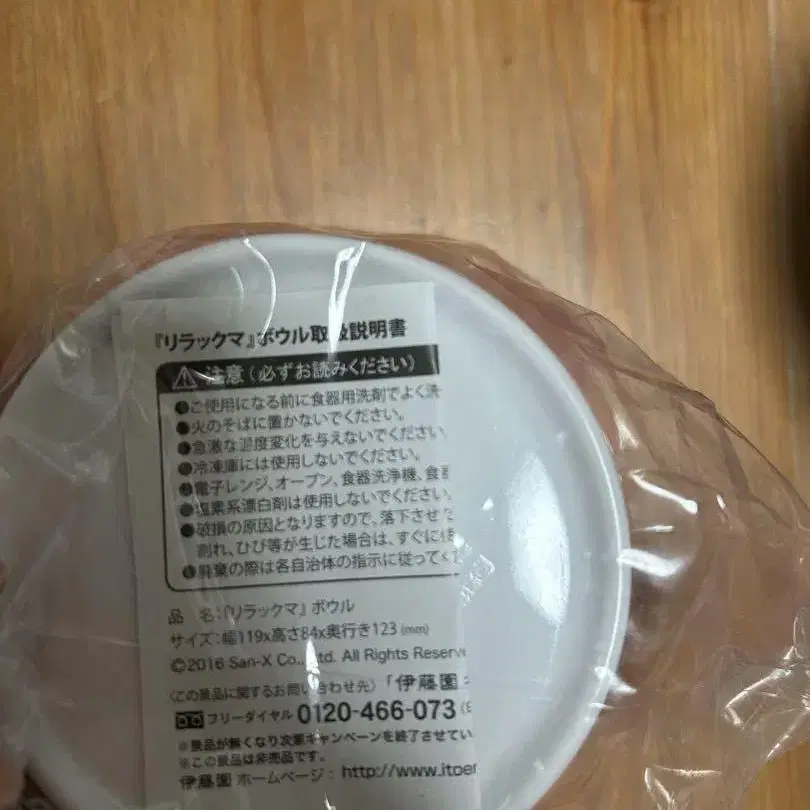 『リラックマ』ボウル取扱説明書
注意(必ずお読みください)
●ご使用になる前に食器用洗剤でよく洗
●火のそばに置かないでください。
●急激な温度変化を与えないでください
●冷凍庫には使用しないでください。
●電子レンジ、オーブン、食器洗浄機、食器
●塩素系漂白剤は使用しないでください
●破損の原因となりますので、落下させ
割れ、ひび等が生じた場合は、すぐに使
●廃棄の際は各自治体の指示に従ってく
品 名:『リラックマ』ボウル
サイズ:幅119x高さ84x奥行き123(mm)
©2016 San-X Co., Ltd. All Rights Reserve
〈この景品に関するお問い合わせ先〉「伊藤園
フリーダイヤル 0120-466-073
※景品が無くなり次第キャンペーンを終了させてい
※この景品は非売品です。
伊藤園 ホームページ: http://www.itoen